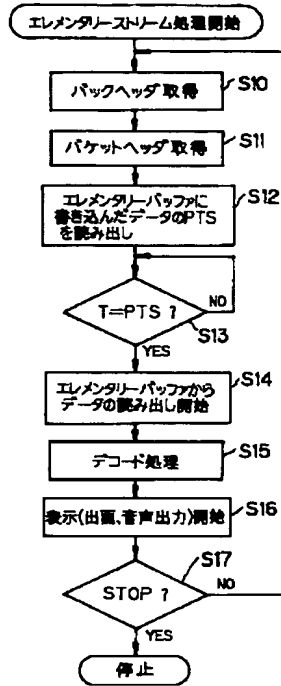 エレメンタリーストリーム処理開始
パックヘッダ取得
S10
パケットヘッダ取得
S11
エレメンタリーバッファに
書き込んだデータのPTS
を読み出し
S12
T=PTS ?
NO
S13
YES
エレメンタリーバッファから
データの読み出し開始
S14
デコード処理
S15
表示(出画、音声出力)開始
S16
STOP ?
S17
NO
YES
停止